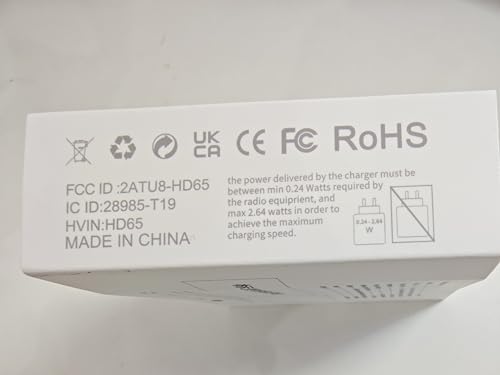 UK
CA
CE FC RoHS
FCC ID :2ATU8-HD65
IC ID:28985-T19
HVIN:HD65
MADE IN CHINA
the power delivered by the charger must be
between min 0.24 Watts required by
the radio equiprient, and
max 2.64 watts in order to
achieve the maximum
charging speed.
0.24 - 2.64
W